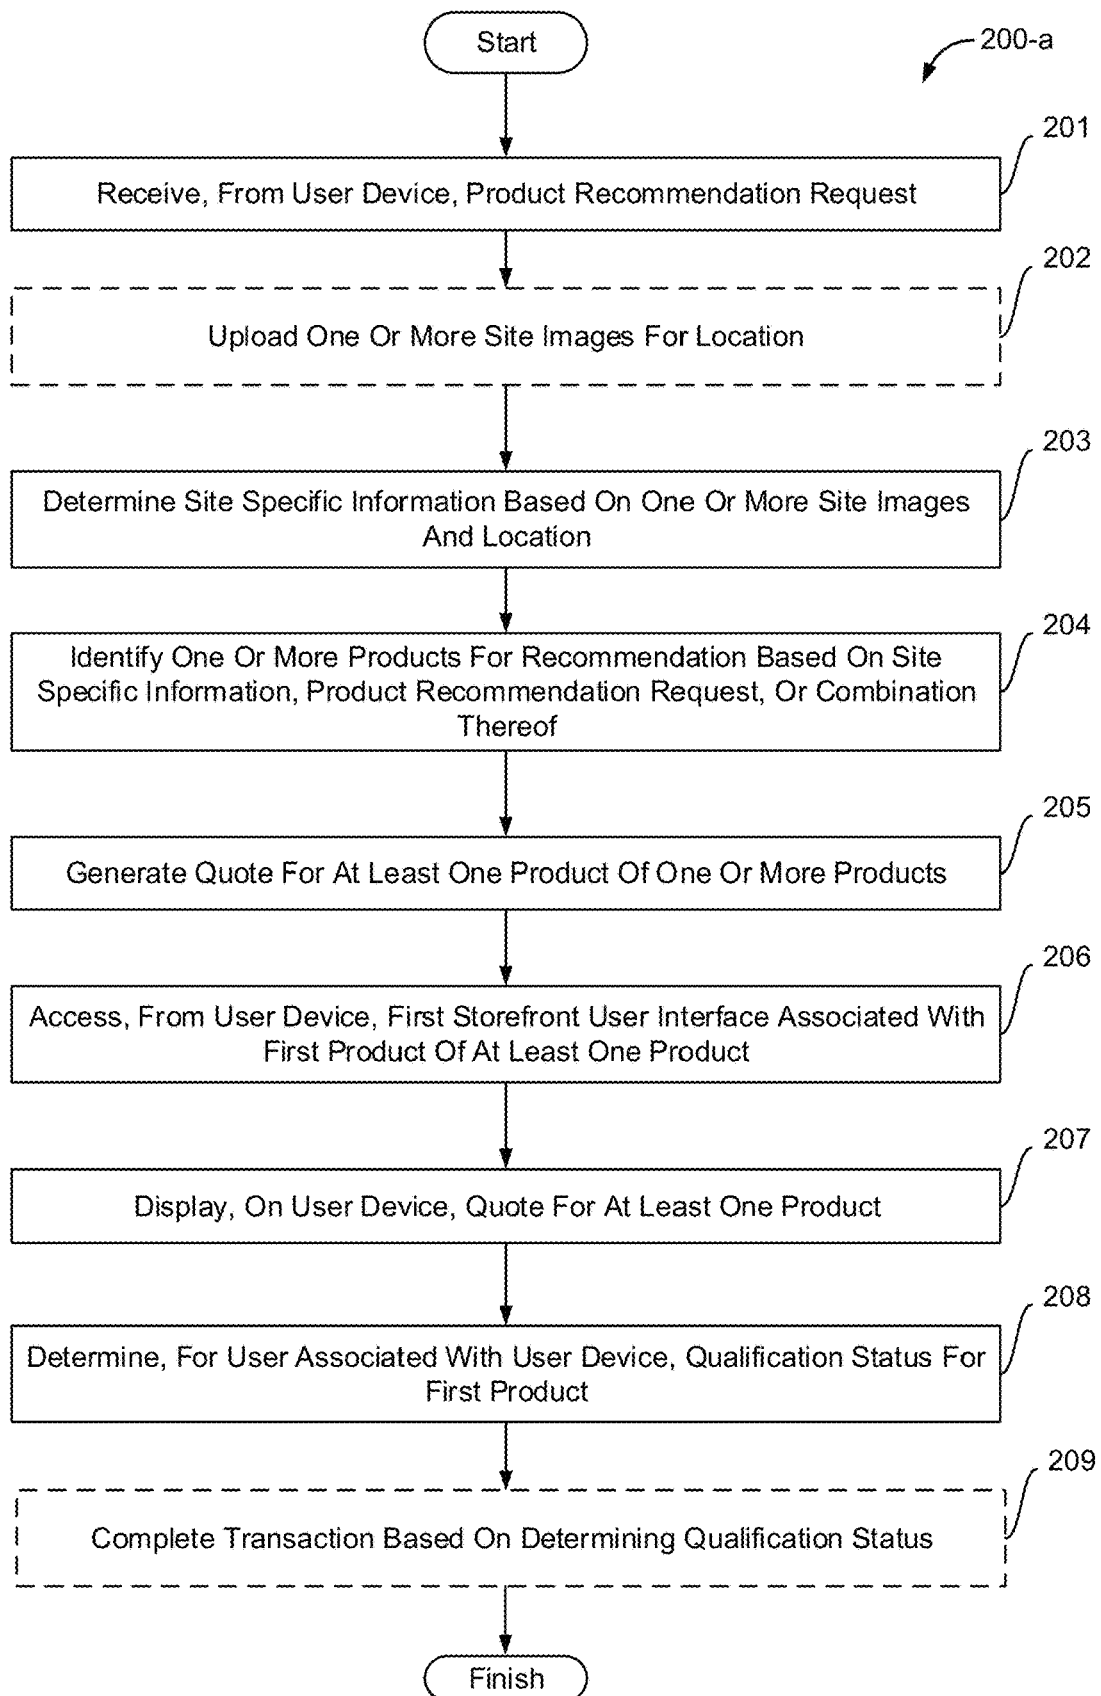 Start
200-a
201
Receive, From User Device, Product Recommendation Request
202
Upload One Or More Site Images For Location
203
Determine Site Specific Information Based On One Or More Site Images
And Location
204
Identify One Or More Products For Recommendation Based On Site
Specific Information, Product Recommendation Request, Or Combination
Thereof
205
Generate Quote For At Least One Product Of One Or More Products
206
Access, From User Device, First Storefront User Interface Associated With
First Product Of At Least One Product
207
Display, On User Device, Quote For At Least One Product
208
Determine, For User Associated With User Device, Qualification Status For
First Product
209
Complete Transaction Based On Determining Qualification Status
Finish